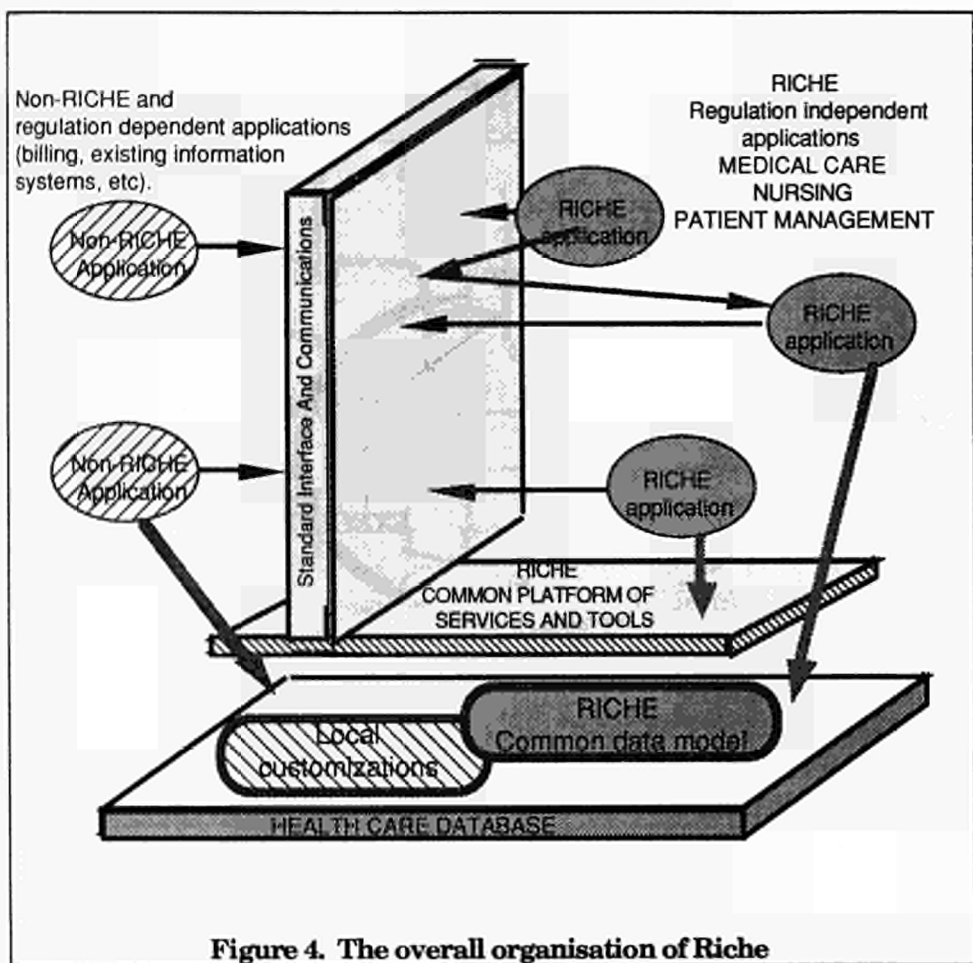 Non-RICHE and
regulation dependent applications
(billing, existing information
systems, etc).
RICHE
Regulation independent
applications
MEDICAL CARE
NURSING
PATIENT MANAGEMENT
Non-RICHE
Application
RICHE
application
RICHE
application
Standard Interface And Communications
Non-RICHE
Application
RICHE
application
RICHE
COMMON PLATFORM OF
SERVICES AND TOOLS
RICHE
Common data model
Local
customizations
HEALTH CARE DATABASE
Figure 4. The overall organisation of Riche